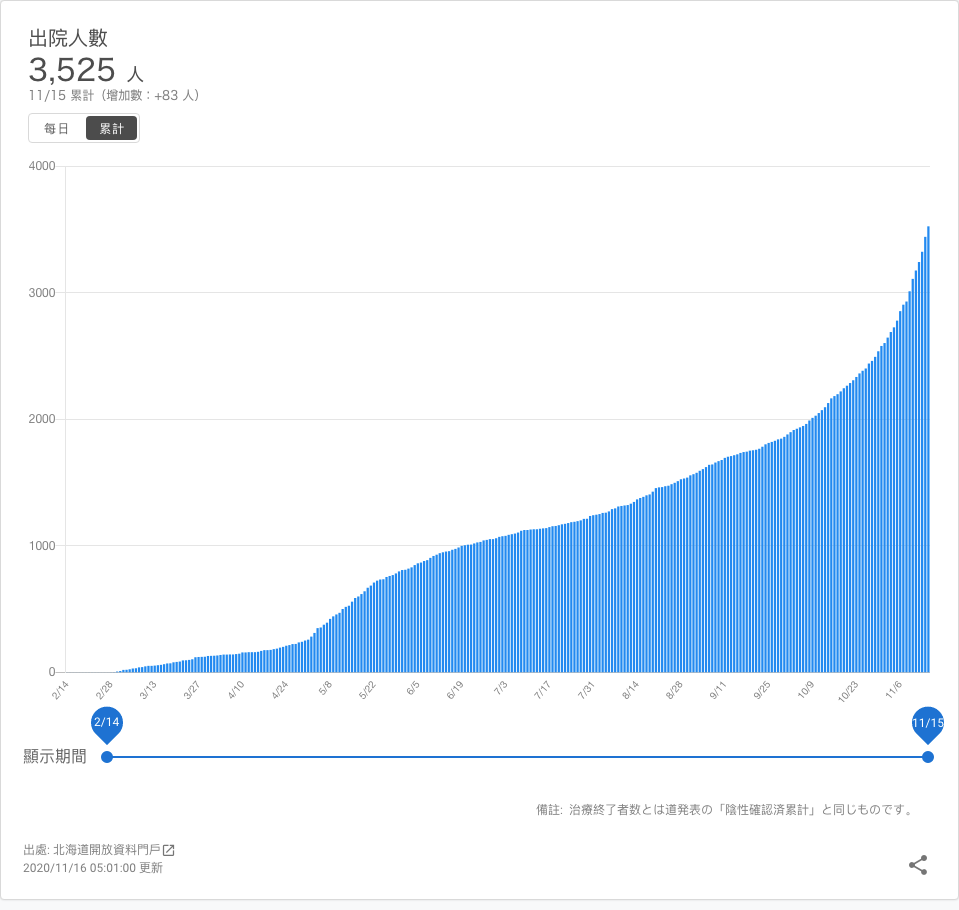 出院人數
3,525 人
11/15 累計（增加數：+83 人）
每日 累計
4000
3000
2000
1000
0
2/14 2/28 3/13 3/27 4/10 4/24 5/8 5/22 6/5 6/19 7/3 7/17 7/31 8/14 8/28 9/11 9/25 10/9 10/23 11/6
2/14 11/15
顯示期間
備註: 治療終了者数とは道発表の「陰性確認済累計」と同じものです。
出處: 北海道開放資料門戶
2020/11/16 05:01:00 更新